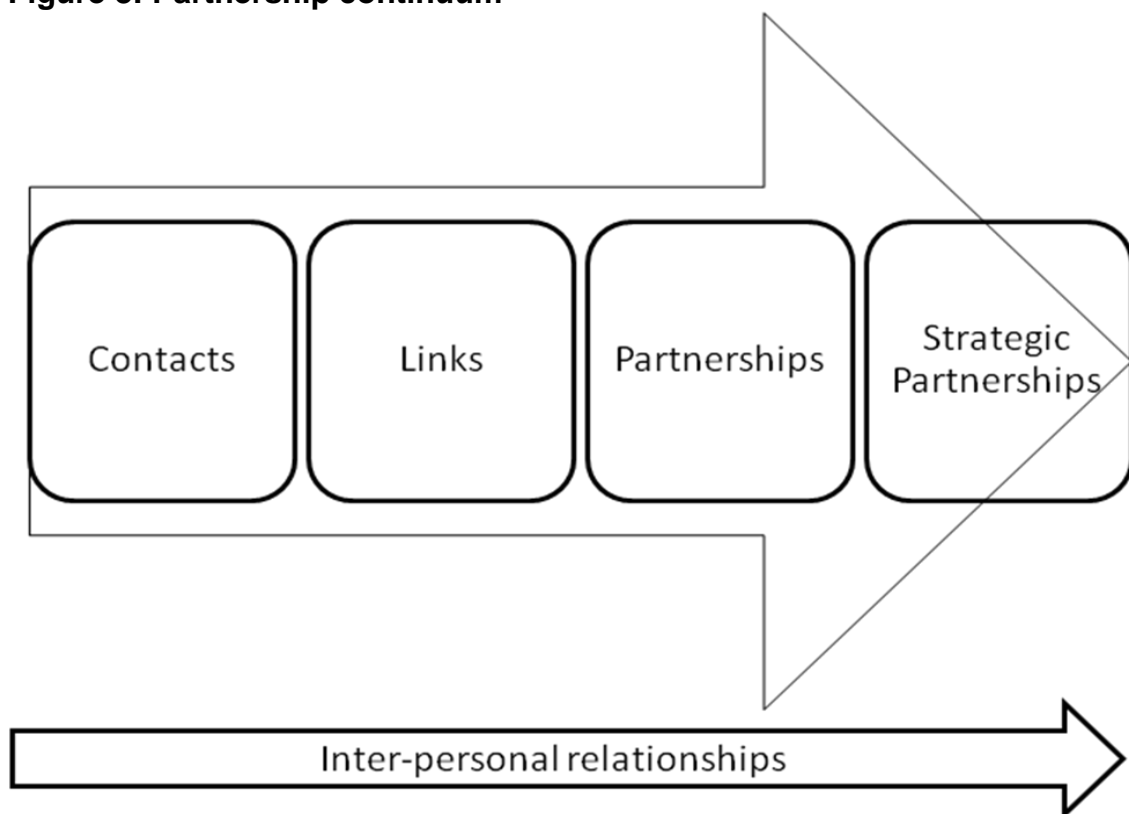 Figure Partnership continuum
Contacts
Links
Partnerships
Strategic
Partnerships
Inter-personal relationships